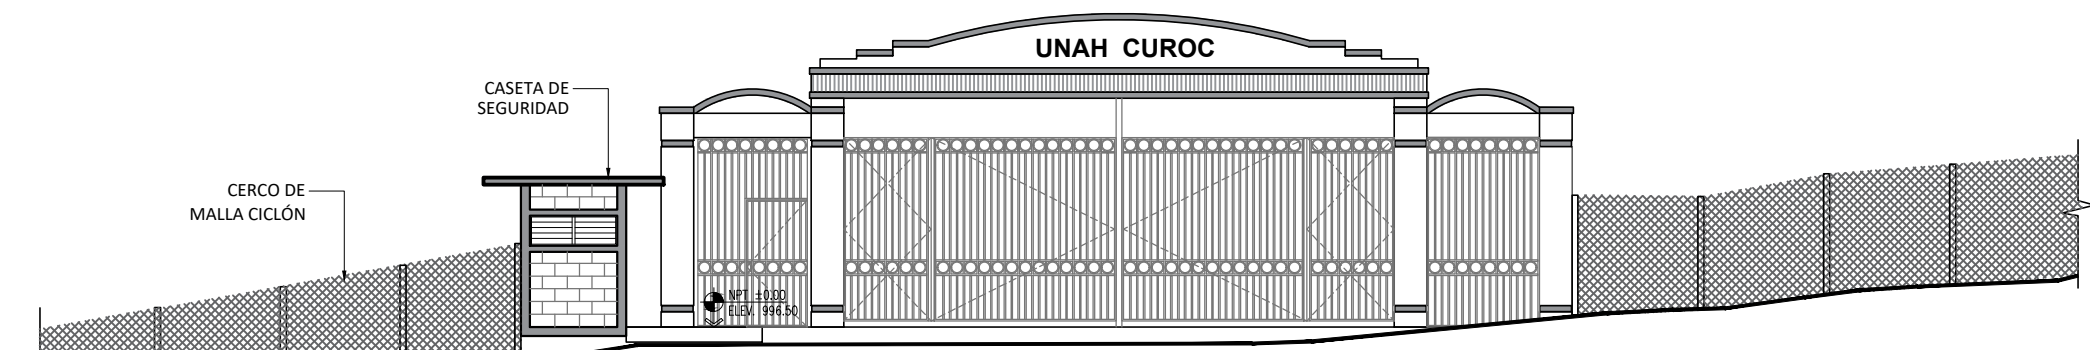 UNAH CUROC
CASETA DE
SEGURIDAD
CERCO DE
MALLA CICLÓN
NPT ±0.00
ELEV. 996.50